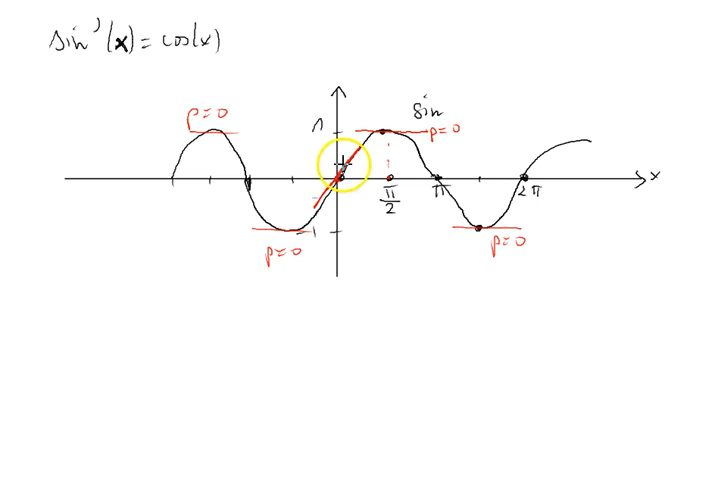 sin'(x) = cos(x)
p=0
1
sin
p=0
x
π/2
π
2π
-1
p=0
p=0